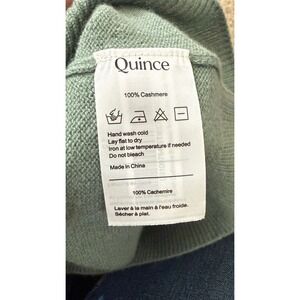 Quince
100% Cashmere
Hand wash cold
Lay flat to dry
Iron at low temperature if needed
Do not bleach
Made in China
100% Cachemire
Laver à la main à l'eau froide.
Sécher à plat.